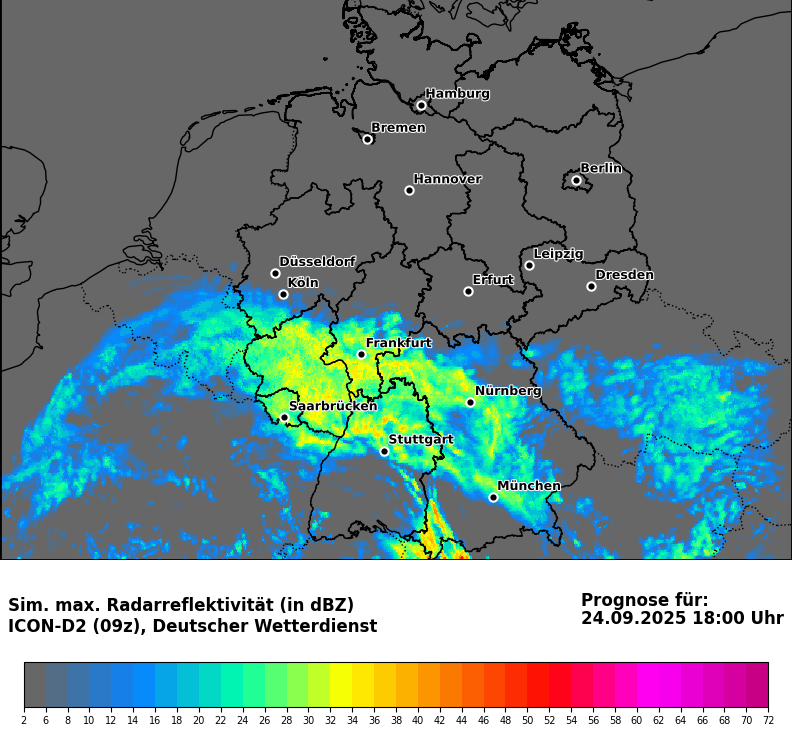 Hamburg
Bremen
Berlin
Hannover
Leipzig
Düsseldorf
Dresden
Köln
Erfurt
Frankfurt
Nürnberg
Saarbrücken
Stuttgart
München
Sim. max. Radarreflektivität (in dBZ)
ICON-D2 (09z), Deutscher Wetterdienst
Prognose für:
24.09.2025 18:00 Uhr
2 6 8 10 12 14 16 18 20 22 24 26 28 30 32 34 36 38 40 42 44 46 48 50 52 54 56 58 60 62 64 66 68 70 72